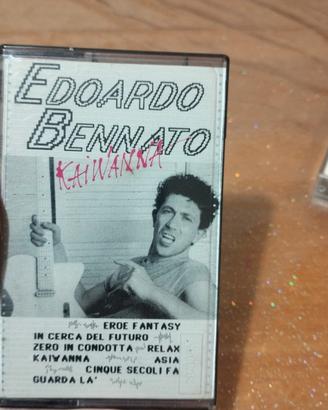 EDOARDO
BENNATO
KAIWANNA
EROE FANTASY
IN CERCA DEL FUTURO
ZERO IN CONDOTTA RELAX
KAIWANNA ASIA
CINQUE SECOLI FA
GUARDA LA'